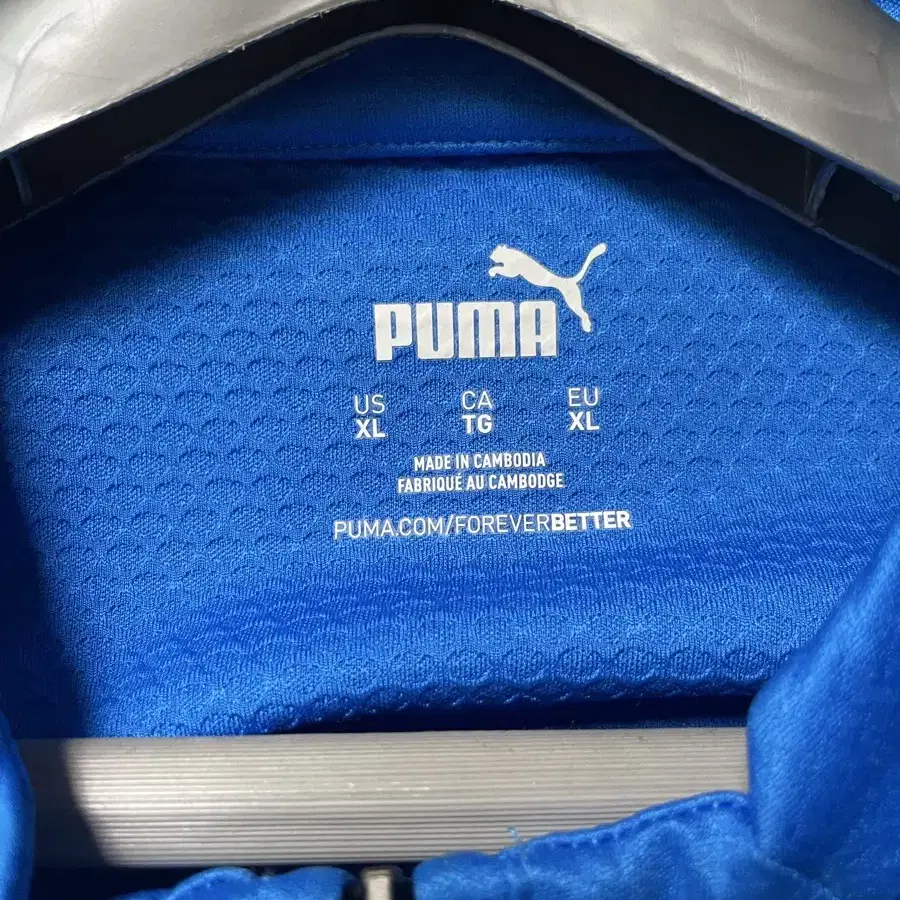 PUMA
US CA EU
XL TG XL
MADE IN CAMBODIA
FABRIQUÉ AU CAMBODGE
PUMA.COM/FOREVERBETTER